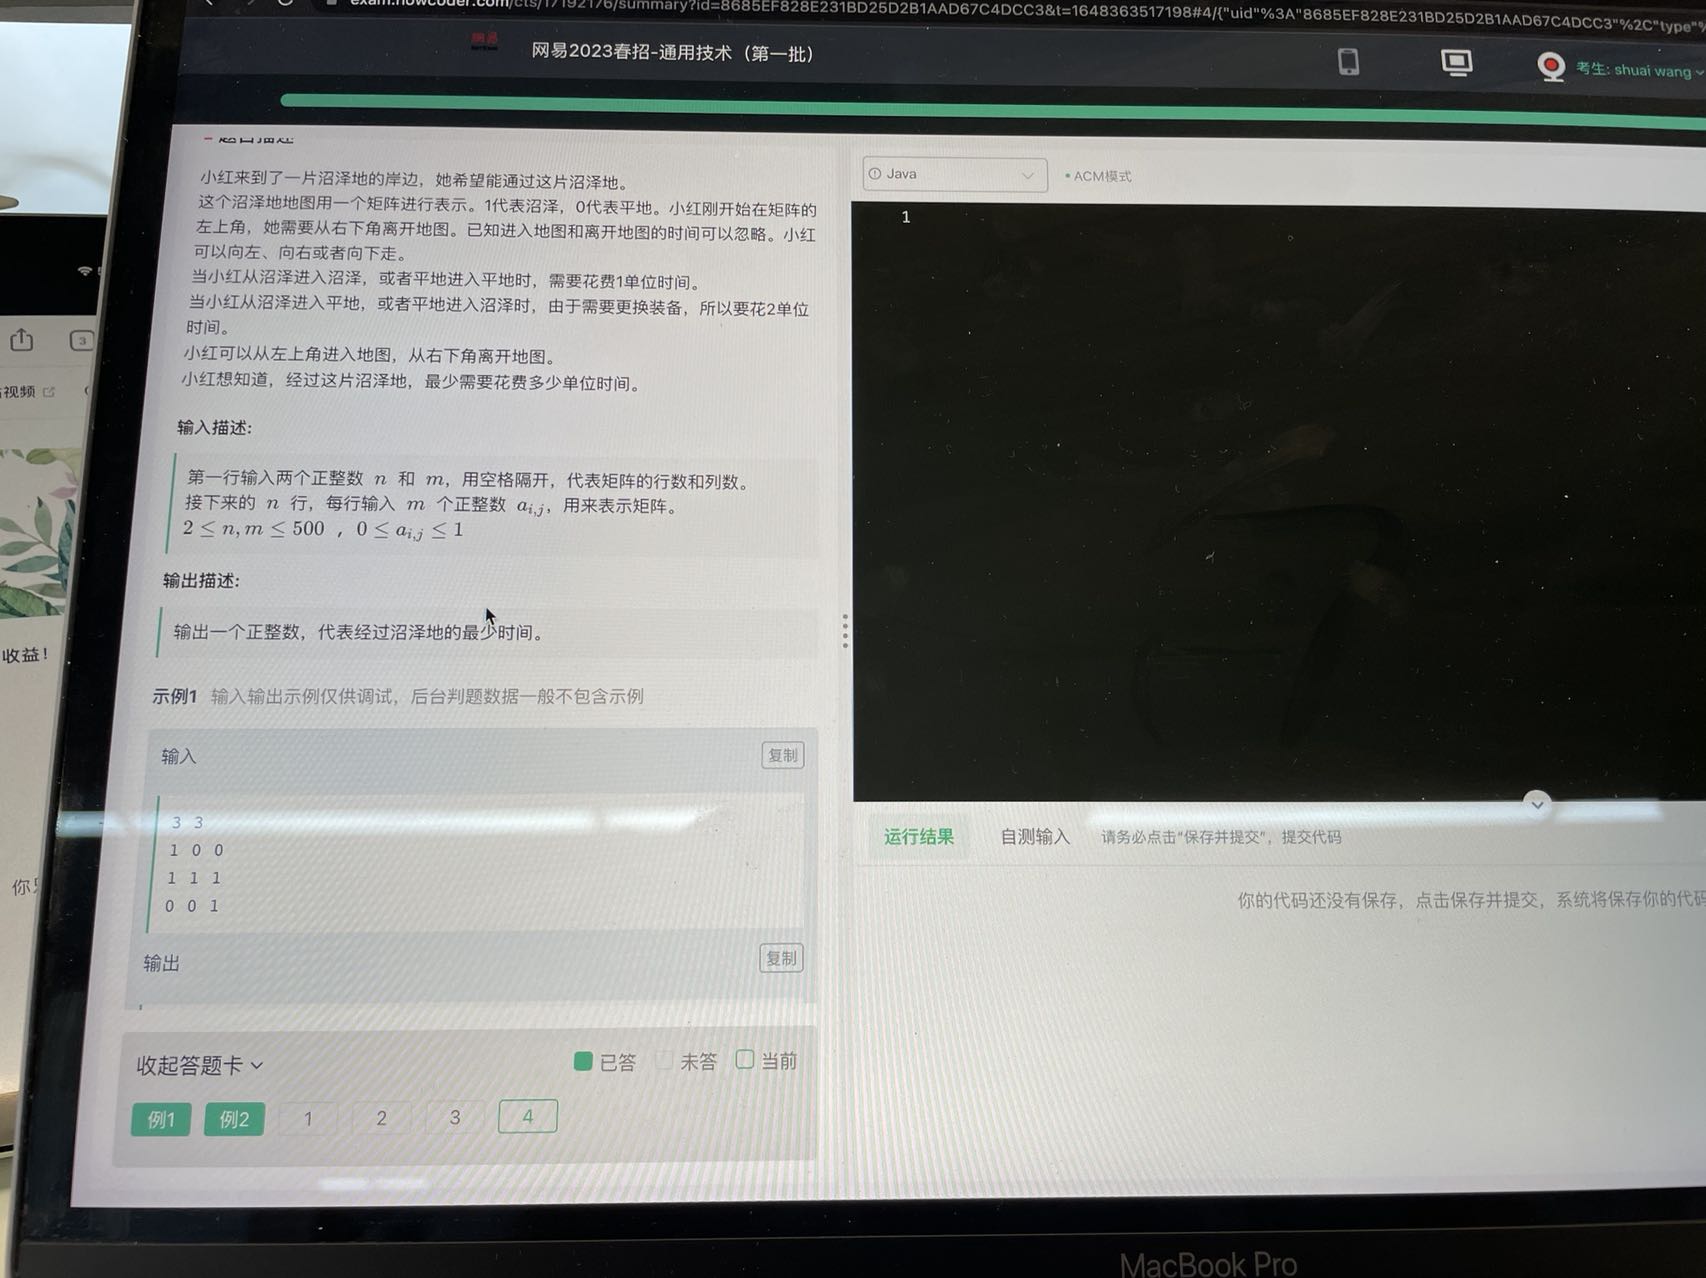 exam.nowcoder.com/cts/17192176/summary?id=8685EF828E231BD25D2B1AAD67C4DCC3&t=1648363517198#4/{"uid"%3A"8685EF828E231BD25D2B1AAD67C4DCC3"%2C"type"%
网易
网易2023春招-通用技术（第一批）
考生: shuai wang
题目描述
小红来到了一片沼泽地的岸边，她希望能通过这片沼泽地。
这个沼泽地地图用一个矩阵进行表示。1代表沼泽，0代表平地。小红刚开始在矩阵的
左上角，她需要从右下角离开地图。已知进入地图和离开地图的时间可以忽略。小红
可以向左、向右或者向下走。
当小红从沼泽进入沼泽，或者平地进入平地时，需要花费1单位时间。
当小红从沼泽进入平地，或者平地进入沼泽时，由于需要更换装备，所以要花2单位
时间。
小红可以从左上角进入地图，从右下角离开地图。
小红想知道，经过这片沼泽地，最少需要花费多少单位时间。
输入描述:
第一行输入两个正整数 n 和 m，用空格隔开，代表矩阵的行数和列数。
接下来的 n 行，每行输入 m 个正整数 a_{i,j}，用来表示矩阵。
2 ≤ n, m ≤ 500 ，0 ≤ a_{i,j} ≤ 1
输出描述:
输出一个正整数，代表经过沼泽地的最少时间。
示例1 输入输出示例仅供调试，后台判题数据一般不包含示例
输入
复制
3 3
1 0 0
1 1 1
0 0 1
输出
复制
收起答题卡
已答 未答 当前
例1 例2 1 2 3 4
Java
ACM模式
1
运行结果 自测输入 请务必点击“保存并提交”，提交代码
你的代码还没有保存，点击保存并提交，系统将保存你的代码
3
视频
收益！
MacBook Pro